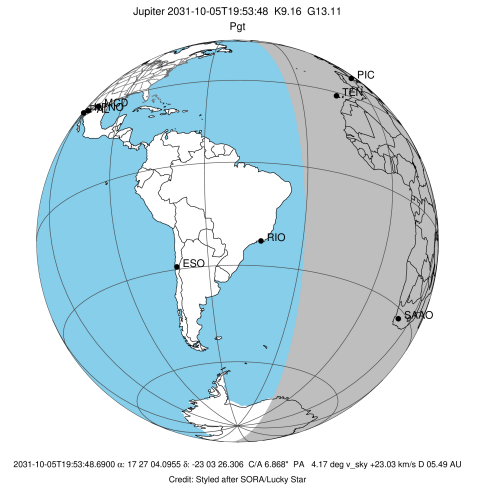 Jupiter 2031-10-05T19:53:48 K9.16 G13.11
Pgt
PIC
TEN
MCD
RIO
ESO
SAAO
2031-10-05T19:53:48.6900 α: 17 27 04.0955 δ: -23 03 26.306 C/A 6.868" PA 4.17 deg v_sky +23.03 km/s D 05.49 AU
Credit: Styled after SORA/Lucky Star